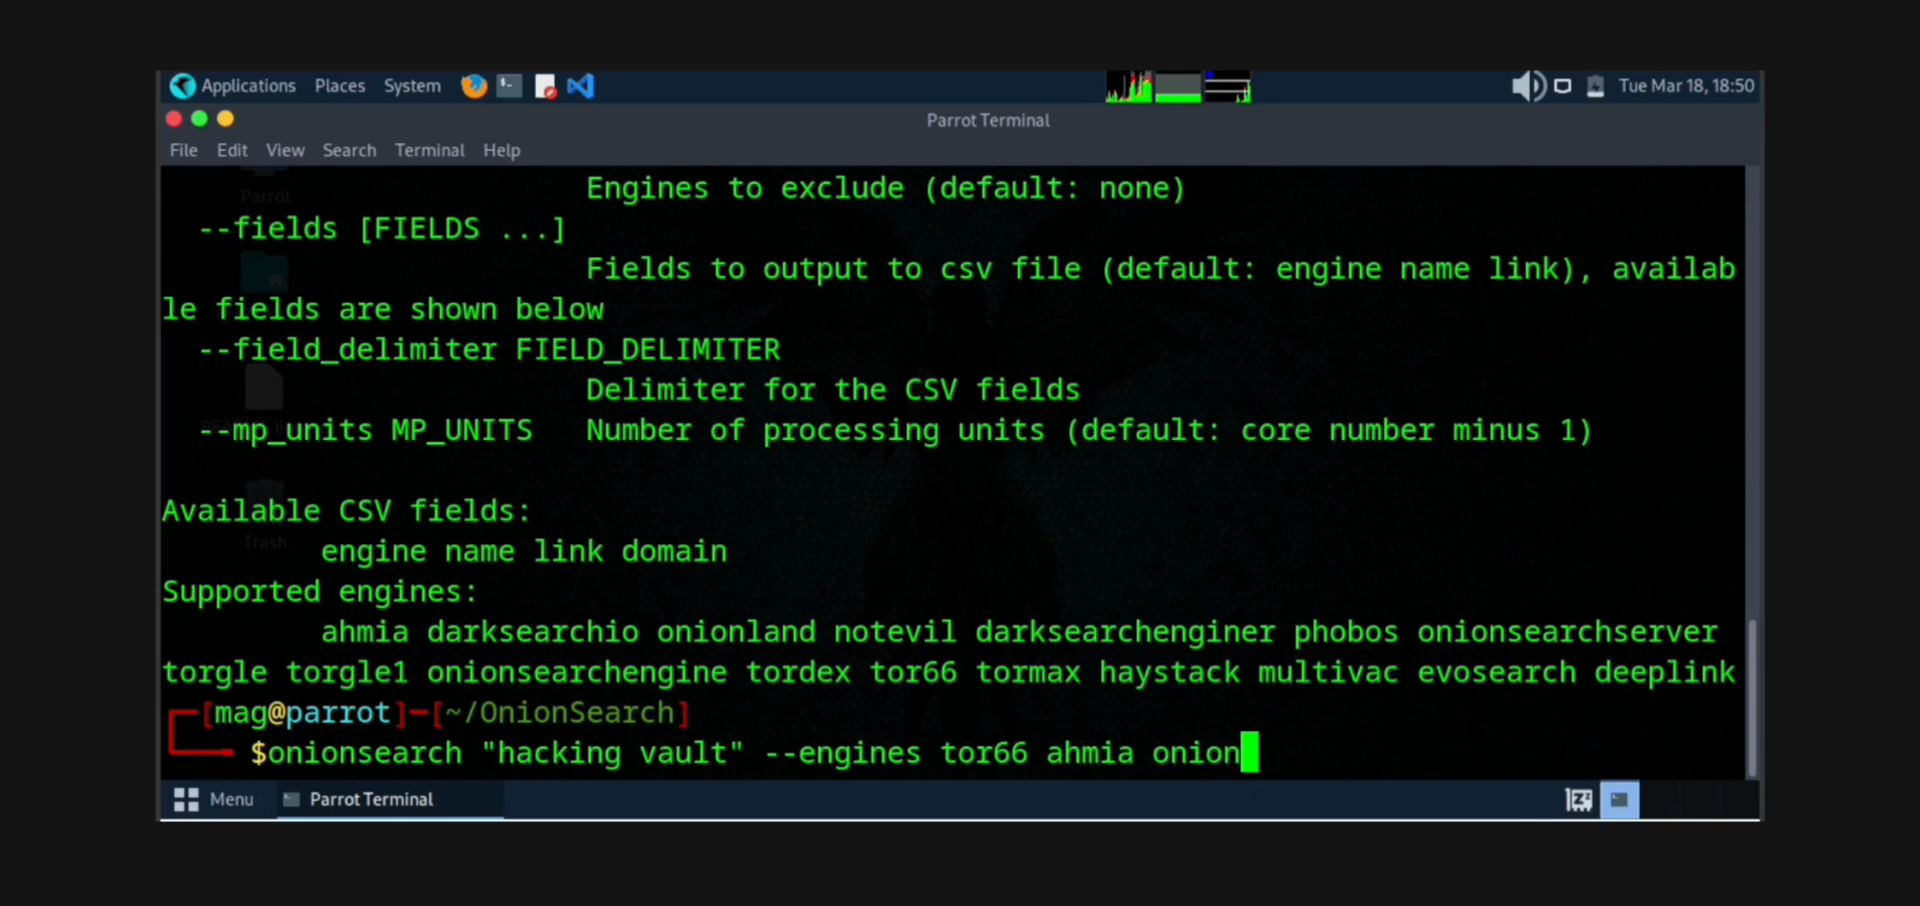 Applications Places System Tue Mar 18, 18:50
Parrot Terminal
File Edit View Search Terminal Help
Parrot
Engines to exclude (default: none)
--fields [FIELDS ...]
Fields to output to csv file (default: engine name link), availab
le fields are shown below
--field_delimiter FIELD_DELIMITER
Delimiter for the CSV fields
--mp_units MP_UNITS Number of processing units (default: core number minus 1)
Available CSV fields:
Trash
engine name link domain
Supported engines:
ahmia darksearchio onionland notevil darksearchenginer phobos onionsearchserver
torgle torgle1 onionsearchengine tordex tor66 tormax haystack multivac evosearch deeplink
[mag@parrot]─[~/OnionSearch]
$onionsearch "hacking vault" --engines tor66 ahmia onion
Menu Parrot Terminal